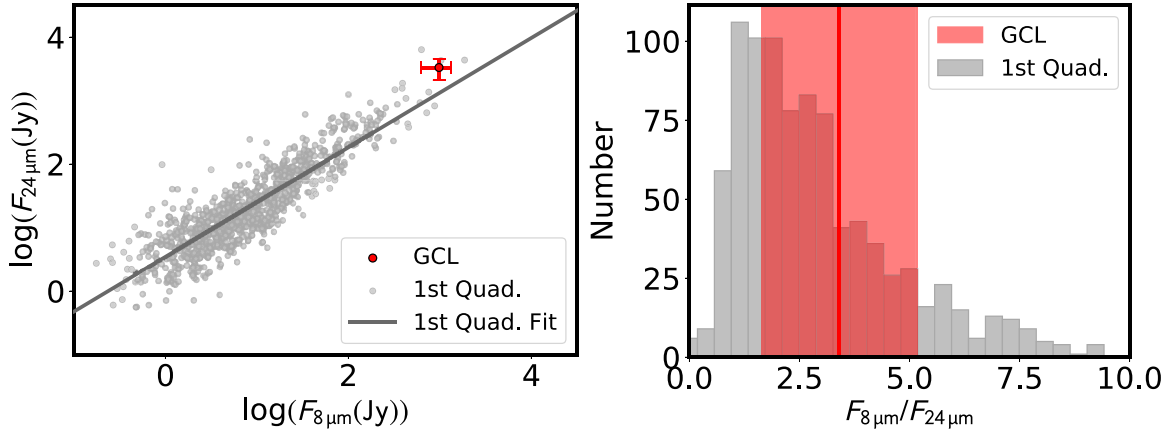 log(F24 μm(Jy))
4
2
0
GCL
1st Quad.
1st Quad. Fit
0
2
4
log(F8 μm(Jy))
Number
100
75
50
25
0
GCL
1st Quad.
0.0
2.5
5.0
7.5
10.0
F8 μm/F24 μm